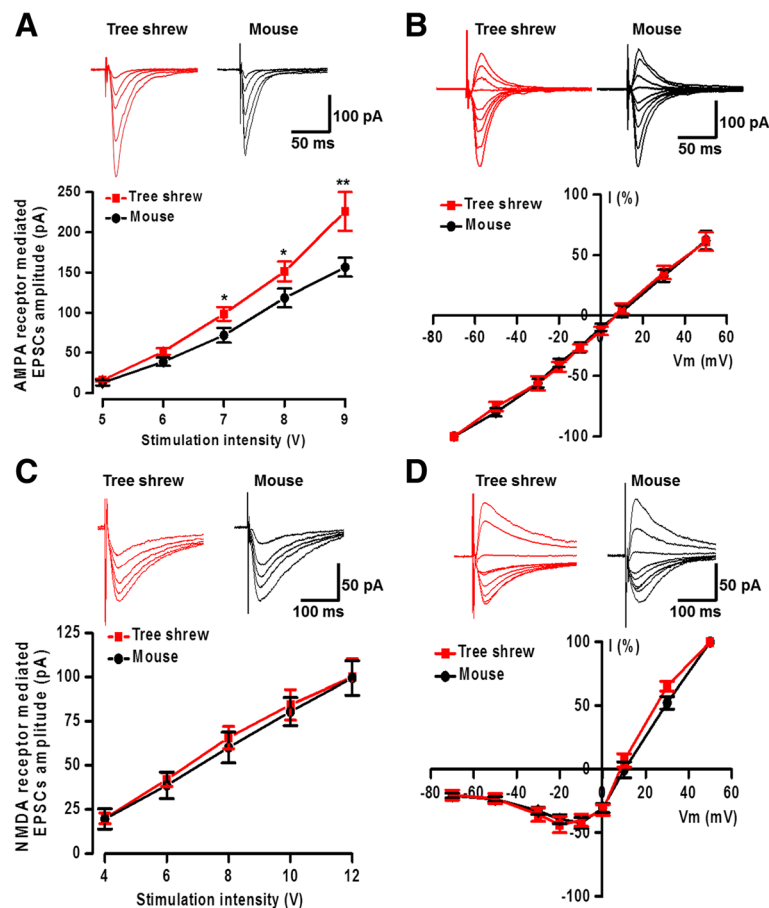 A
Tree shrew
Mouse
100 pA
50 ms
AMPA receptor mediated
EPSCs amplitude (pA)
250
200
150
100
50
0
Tree shrew
Mouse
*
*
**
5
6
7
8
9
Stimulation intensity (V)
B
Tree shrew
Mouse
100 pA
50 ms
Tree shrew
Mouse
100
I (%)
50
0
-50
-100
-80
-60
-40
-20
0
20
40
60
Vm (mV)
C
Tree shrew
Mouse
50 pA
100 ms
NMDA receptor mediated
EPSCs amplitude (pA)
125
100
75
50
25
0
Tree shrew
Mouse
4
6
8
10
12
Stimulation intensity (V)
D
Tree shrew
Mouse
50 pA
100 ms
Tree shrew
Mouse
100
I (%)
50
0
-50
-100
-80
-60
-40
-20
0
20
40
60
Vm (mV)